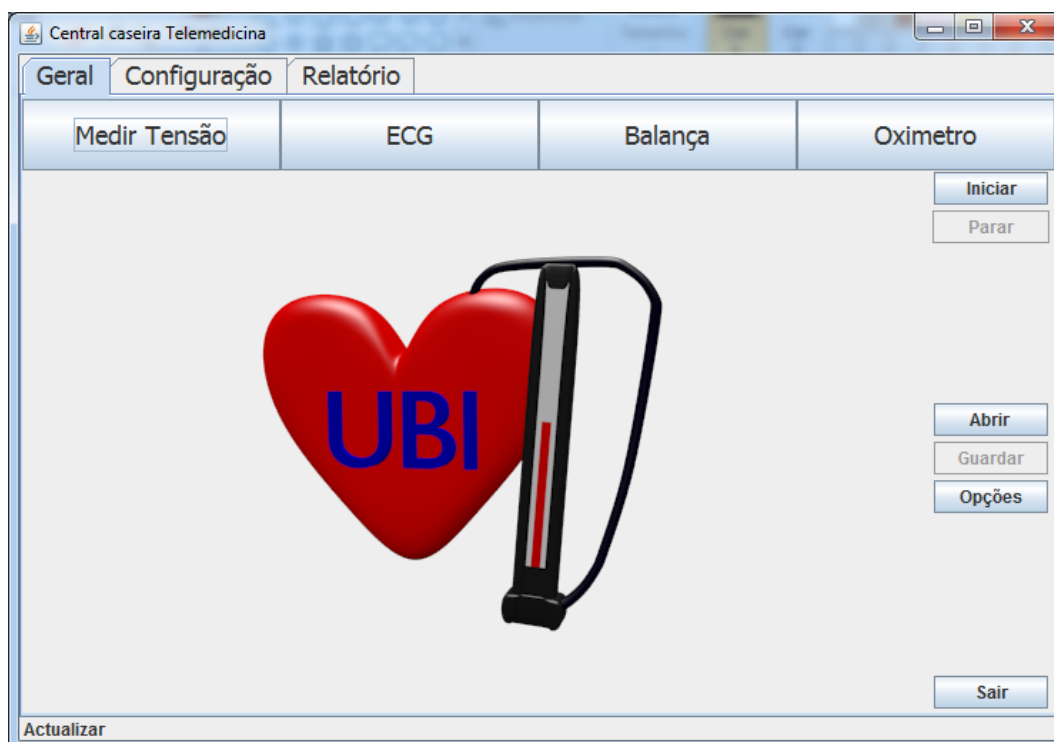 Central caseira Telemedicina
Geral Configuração Relatório
Medir Tensão ECG Balança Oximetro
Iniciar
Parar
UBI
Abrir
Guardar
Opções
Sair
Actualizar